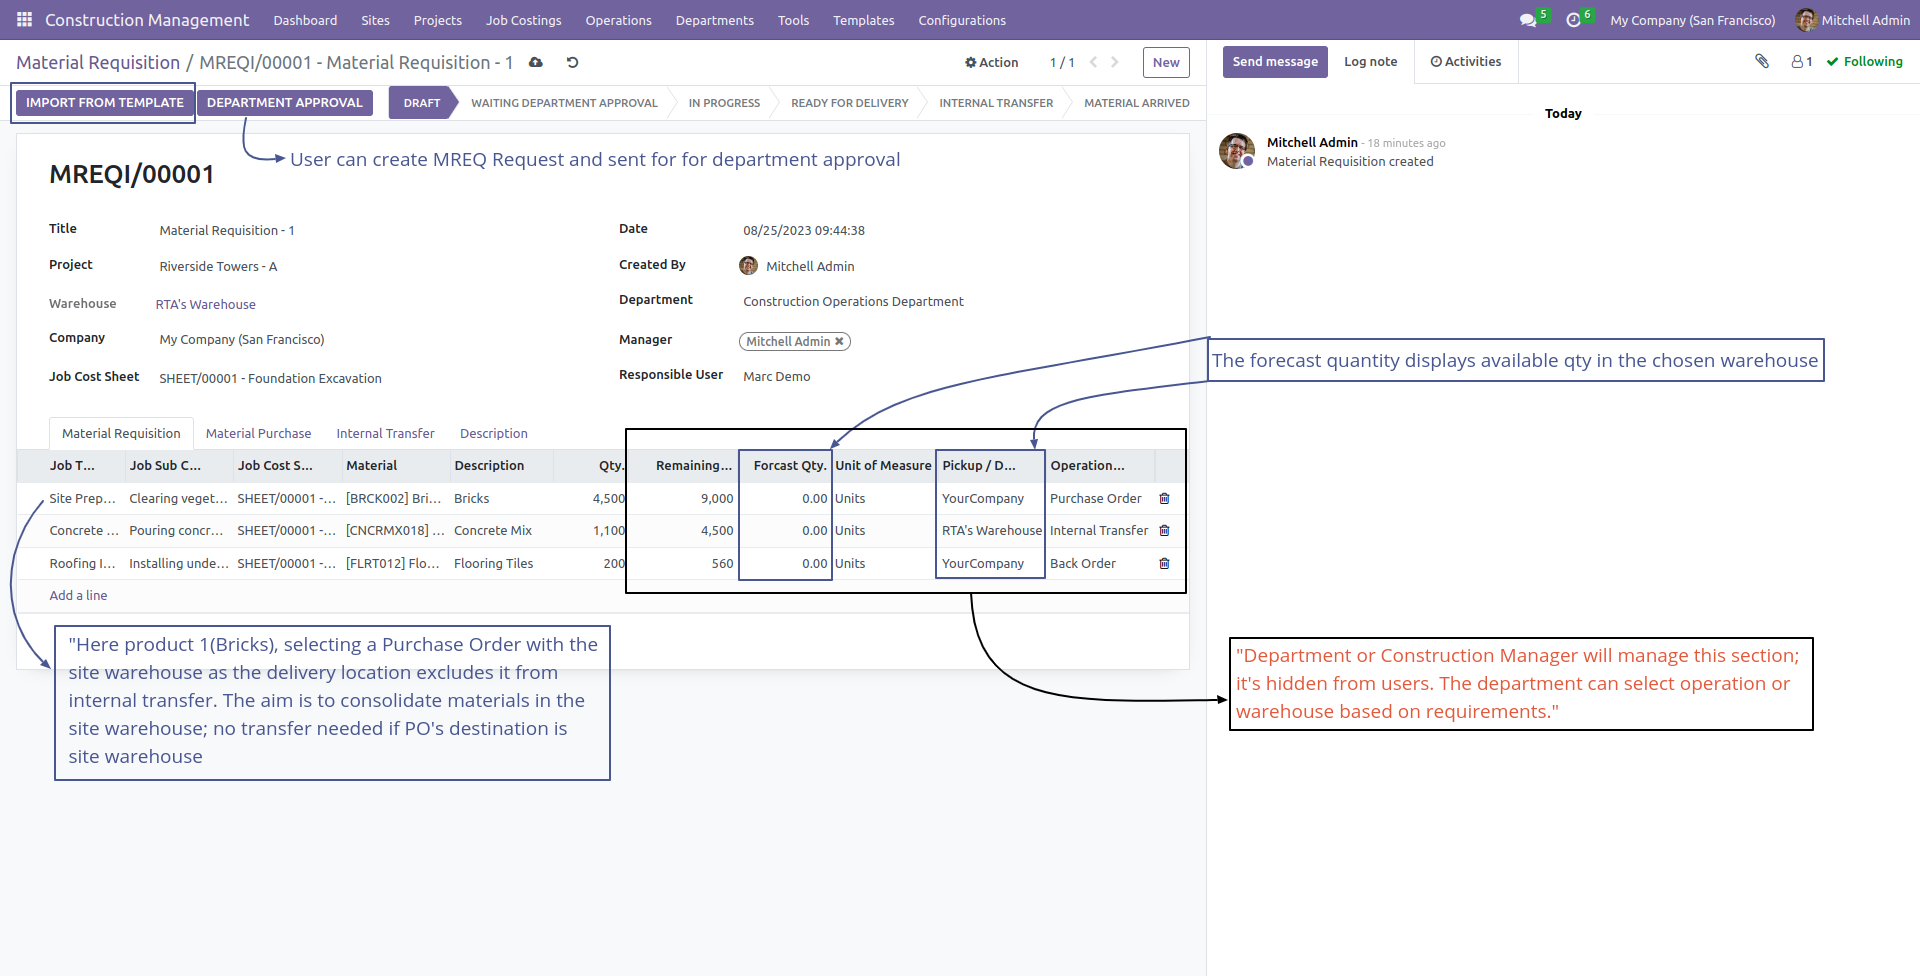 Construction Management Dashboard Sites Projects Job Costings Operations Departments Tools Templates Configurations 5 6 My Company (San Francisco) Mitchell Admin
Material Requisition / MREQI/00001 - Material Requisition - 1 Action 1 / 1 New
Send message Log note Activities 1 Following
IMPORT FROM TEMPLATE DEPARTMENT APPROVAL DRAFT WAITING DEPARTMENT APPROVAL IN PROGRESS READY FOR DELIVERY INTERNAL TRANSFER MATERIAL ARRIVED
Today
Mitchell Admin - 18 minutes ago
Material Requisition created
User can create MREQ Request and sent for for department approval
MREQI/00001
Title Material Requisition - 1
Date 08/25/2023 09:44:38
Project Riverside Towers - A
Created By Mitchell Admin
Warehouse RTA's Warehouse
Department Construction Operations Department
Company My Company (San Francisco)
Manager Mitchell Admin ✖
Job Cost Sheet SHEET/00001 - Foundation Excavation
Responsible User Marc Demo
The forecast quantity displays available qty in the chosen warehouse
Material Requisition Material Purchase Internal Transfer Description
Job T... Job Sub C... Job Cost S... Material Description Qty. Remaining... Forcast Qty. Unit of Measure Pickup / D... Operation...
Site Prep... Clearing veget... SHEET/00001 -... [BRCK002] Bri... Bricks 4,500 9,000 0.00 Units YourCompany Purchase Order
Concrete ... Pouring concr... SHEET/00001 -... [CNCRMX018] ... Concrete Mix 1,100 4,500 0.00 Units RTA's Warehouse Internal Transfer
Roofing I... Installing unde... SHEET/00001 -... [FLRT012] Flo... Flooring Tiles 200 560 0.00 Units YourCompany Back Order
Add a line
"Here product 1(Bricks), selecting a Purchase Order with the
site warehouse as the delivery location excludes it from
internal transfer. The aim is to consolidate materials in the
site warehouse; no transfer needed if PO's destination is
site warehouse
"Department or Construction Manager will manage this section;
it's hidden from users. The department can select operation or
warehouse based on requirements."